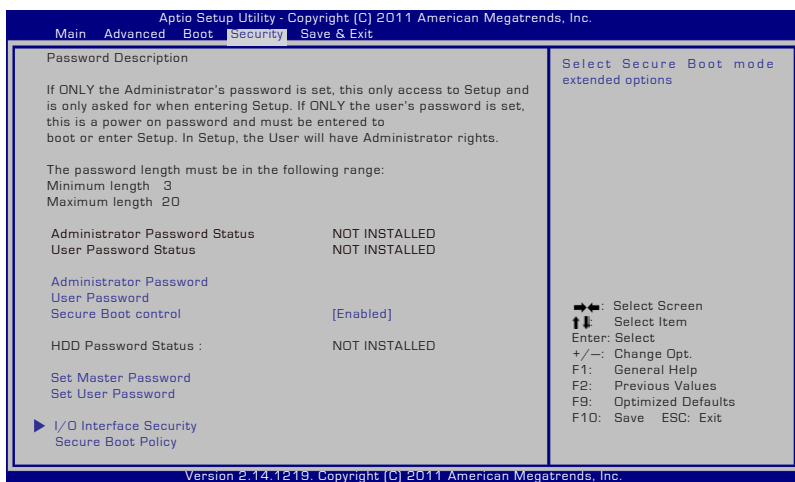 Aptio Setup Utility - Copyright (C) 2011 American Megatrends, Inc.
Main Advanced Boot Security Save & Exit
Password Description
If ONLY the Administrator's password is set, this only access to Setup and
is only asked for when entering Setup. If ONLY the user's password is set,
this is a power on password and must be entered to
boot or enter Setup. In Setup, the User will have Administrator rights.
The password length must be in the following range:
Minimum length 3
Maximum length 20
Administrator Password Status NOT INSTALLED
User Password Status NOT INSTALLED
Administrator Password
User Password
Secure Boot control [Enabled]
HDD Password Status : NOT INSTALLED
Set Master Password
Set User Password
I/O Interface Security
Secure Boot Policy
Select Secure Boot mode
extended options
→←: Select Screen
↑↓: Select Item
Enter: Select
+/—: Change Opt.
F1: General Help
F2: Previous Values
F9: Optimized Defaults
F10: Save ESC: Exit
Version 2.14.1219. Copyright (C) 2011 American Megatrends, Inc.